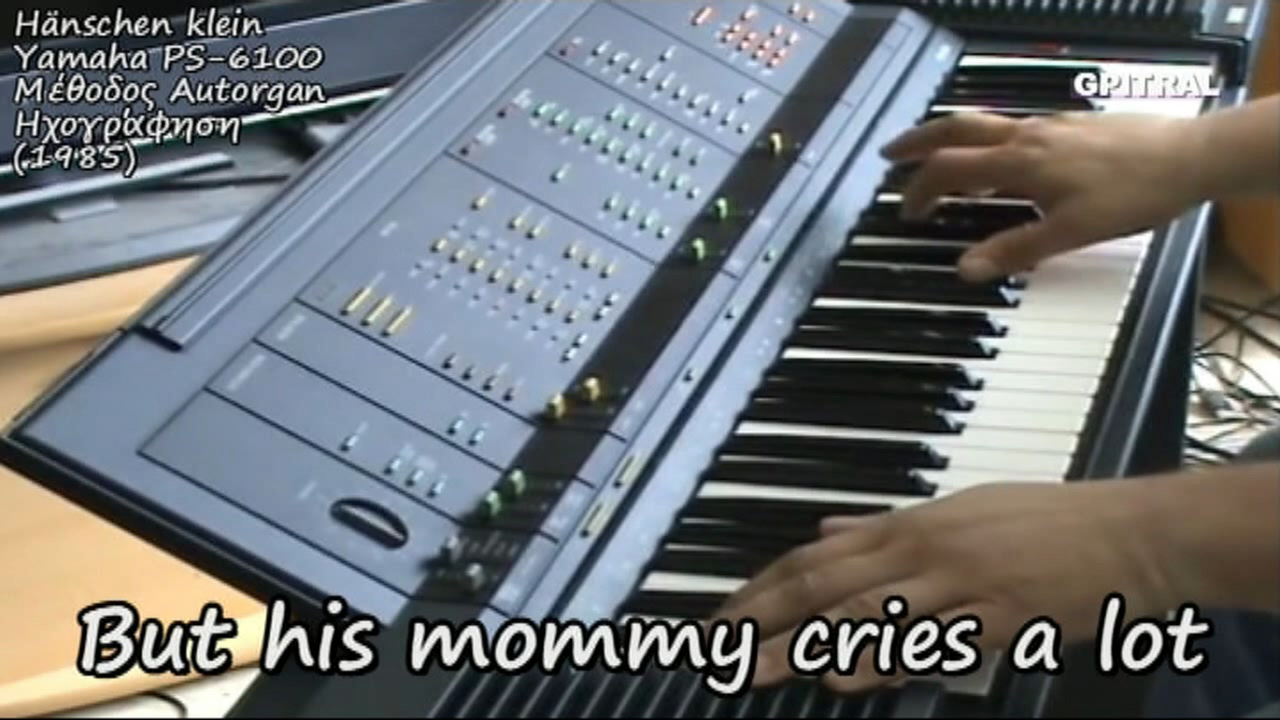 Hänschen klein
Yamaha PS-6100
Μέθοδος Autorgan
Ηχογράφηση
(1985)
GPITRAL
But his mommy cries a lot